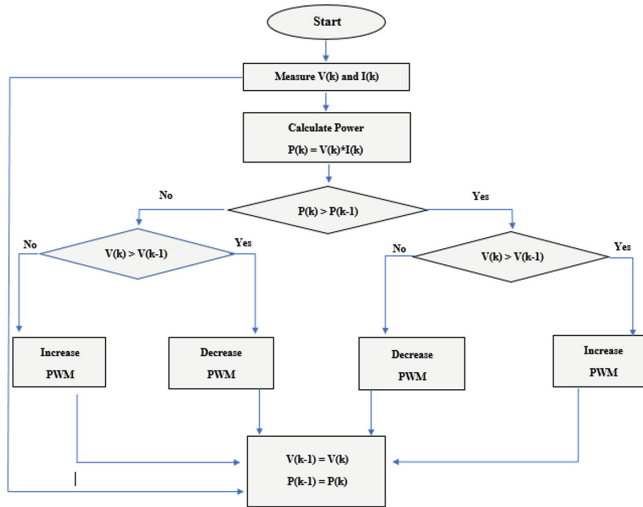 Start
Measure V(k) and I(k)
Calculate Power
P(k) = V(k)*I(k)
No
Yes
P(k) > P(k-1)
No
Yes
No
Yes
V(k) > V(k-1)
V(k) > V(k-1)
Increase
PWM
Decrease
PWM
Decrease
PWM
Increase
PWM
V(k-1) = V(k)
P(k-1) = P(k)